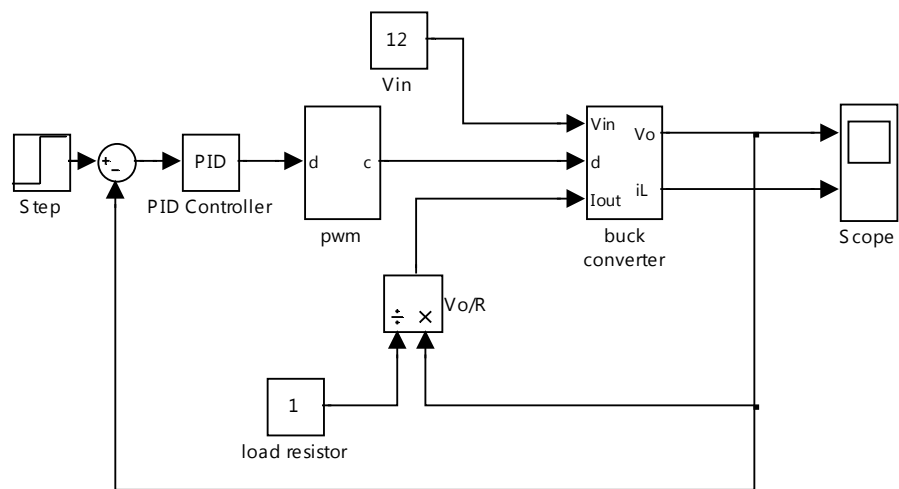 12
Vin
Step
+
−
PID
PID Controller
d
c
pwm
Vin
d
Iout
Vo
iL
buck
converter
Scope
÷
×
Vo/R
1
load resistor